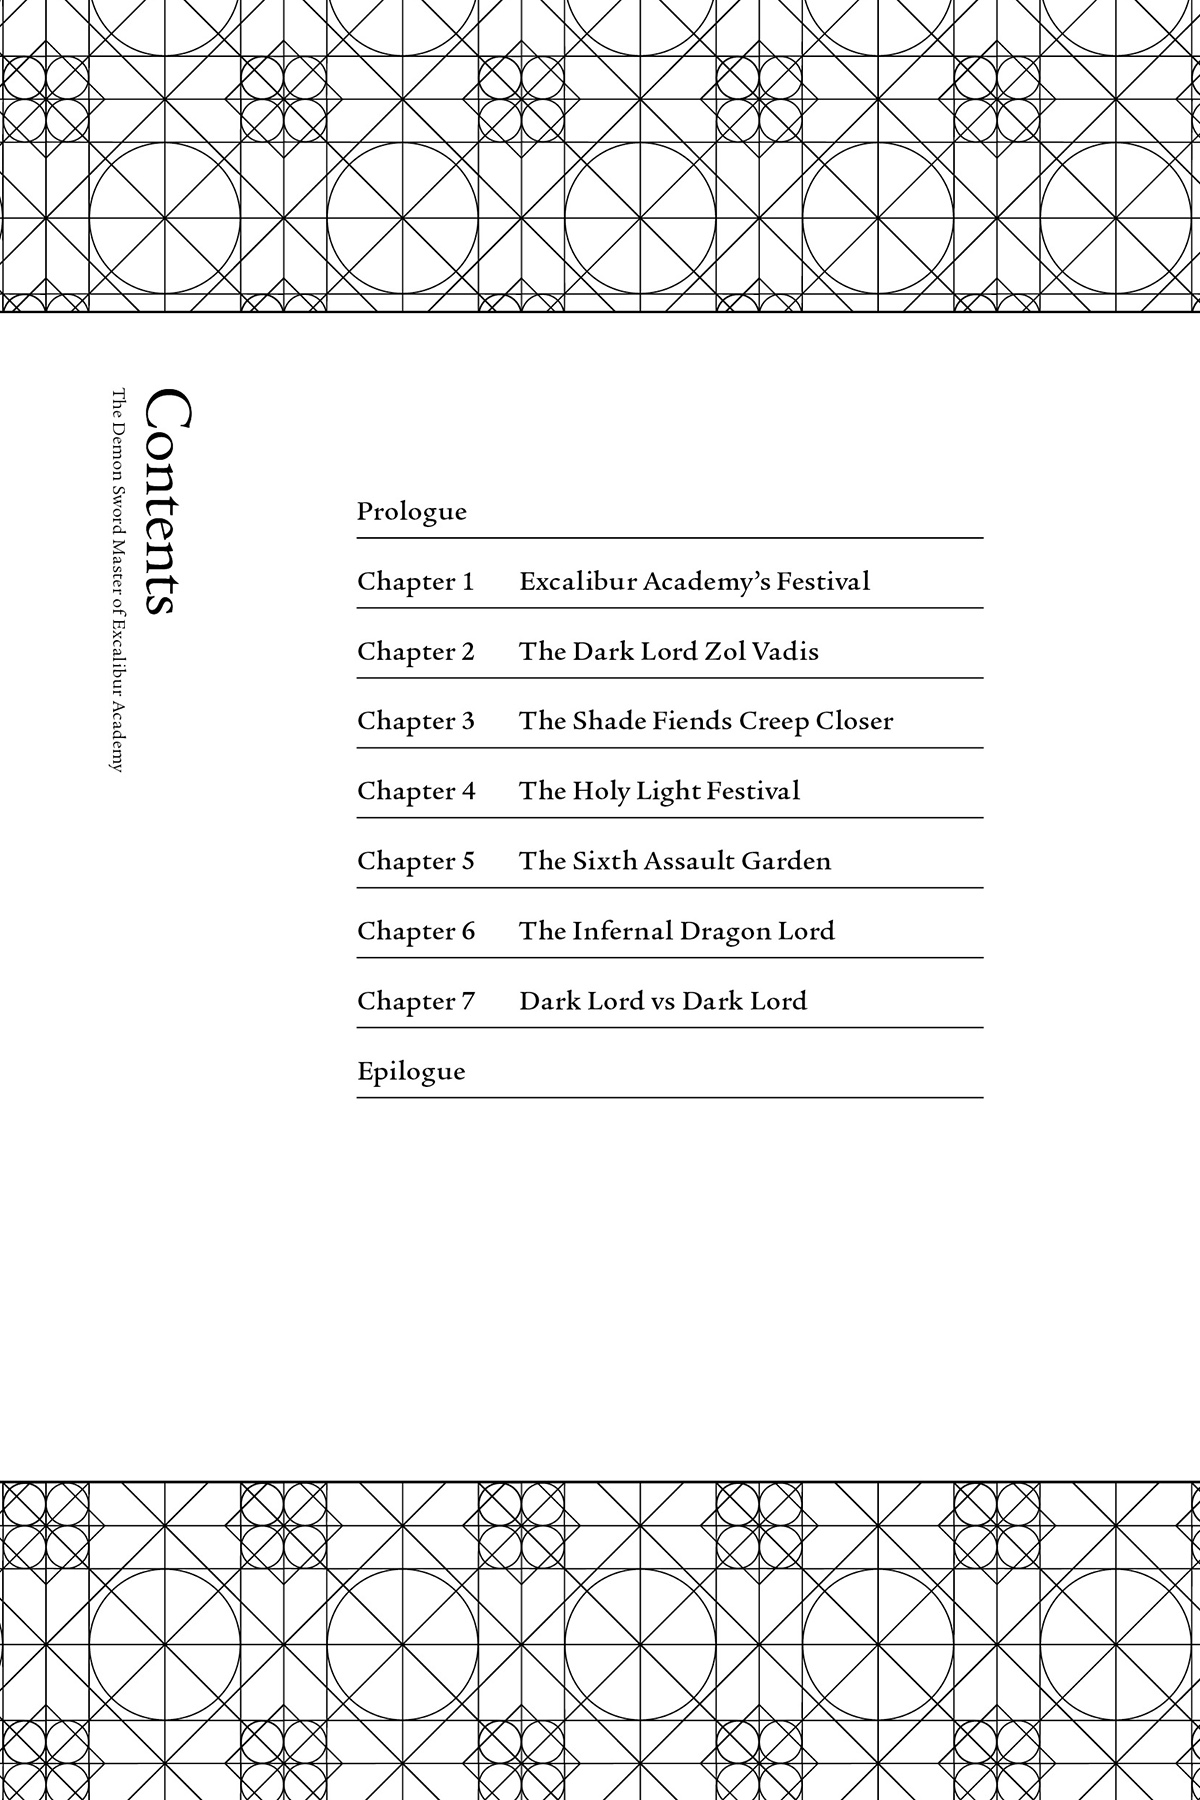 Contents
The Demon Sword Master of Excalibur Academy
Prologue
Chapter 1 Excalibur Academy’s Festival
Chapter 2 The Dark Lord Zol Vadis
Chapter 3 The Shade Fiends Creep Closer
Chapter 4 The Holy Light Festival
Chapter 5 The Sixth Assault Garden
Chapter 6 The Infernal Dragon Lord
Chapter 7 Dark Lord vs Dark Lord
Epilogue